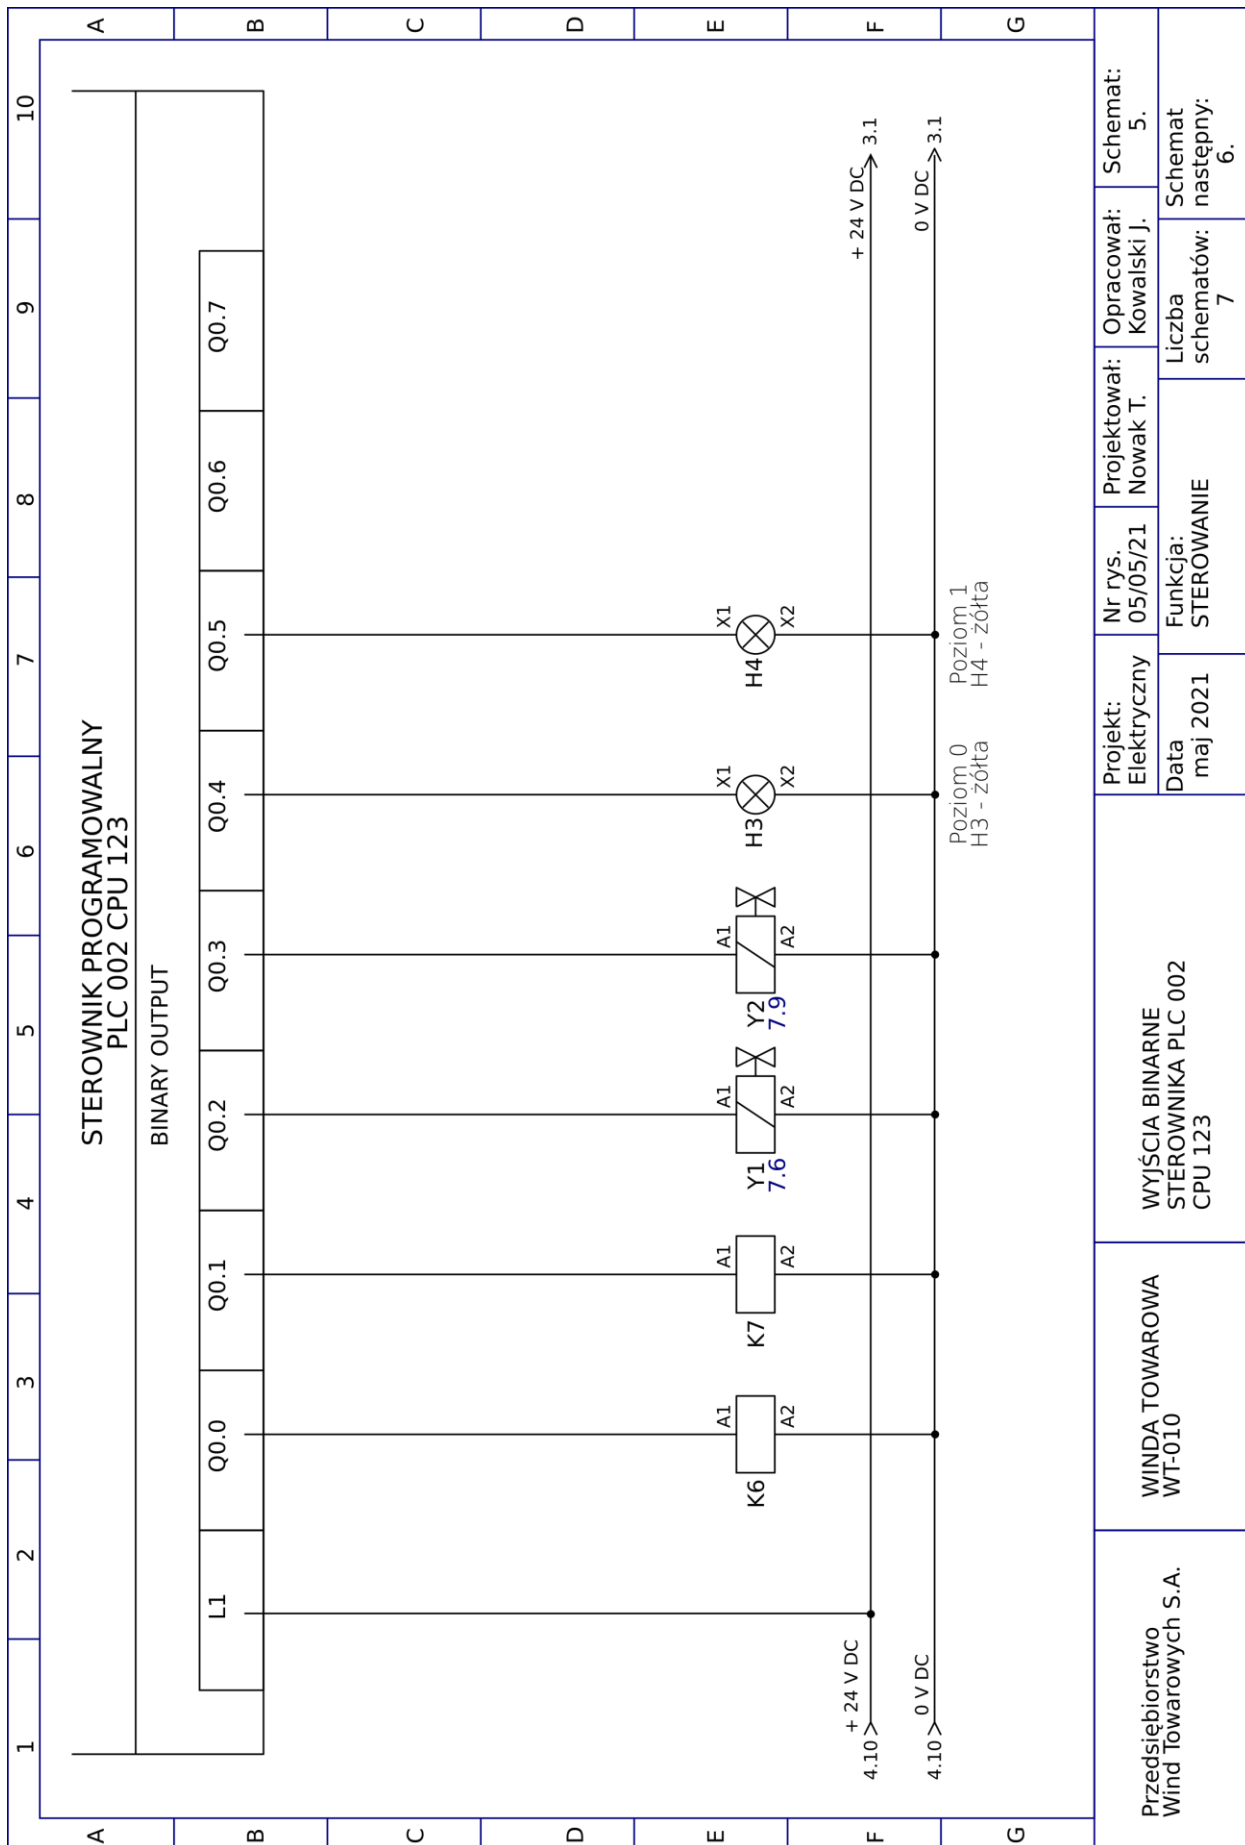 1 2 3 4 5 6 7 8 9 10
A A
B B
C C
D D
E E
F F
G G
STEROWNIK PROGRAMOWALNY
PLC 002 CPU 123
BINARY OUTPUT
L1 Q0.0 Q0.1 Q0.2 Q0.3 Q0.4 Q0.5 Q0.6 Q0.7
A1 A1 A1 A1 X1 X1
K6 K7 Y1 Y2 H3 H4
7.6 7.9
A2 A2 A2 A2 X2 X2
+ 24 V DC + 24 V DC
4.10 3.1
0 V DC 0 V DC
4.10 3.1
Poziom 0
H3 - żółta
Poziom 1
H4 - żółta
Przedsiębiorstwo
Wind Towarowych S.A.
WINDA TOWAROWA
WT-010
WYJŚCIA BINARNE
STEROWNIKA PLC 002
CPU 123
Projekt:
Elektryczny
Nr rys.
05/05/21
Projektował:
Nowak T.
Opracował:
Kowalski J.
Schemat:
5.
Data
maj 2021
Funkcja:
STEROWANIE
Liczba
schematów:
7
Schemat
następny:
6.